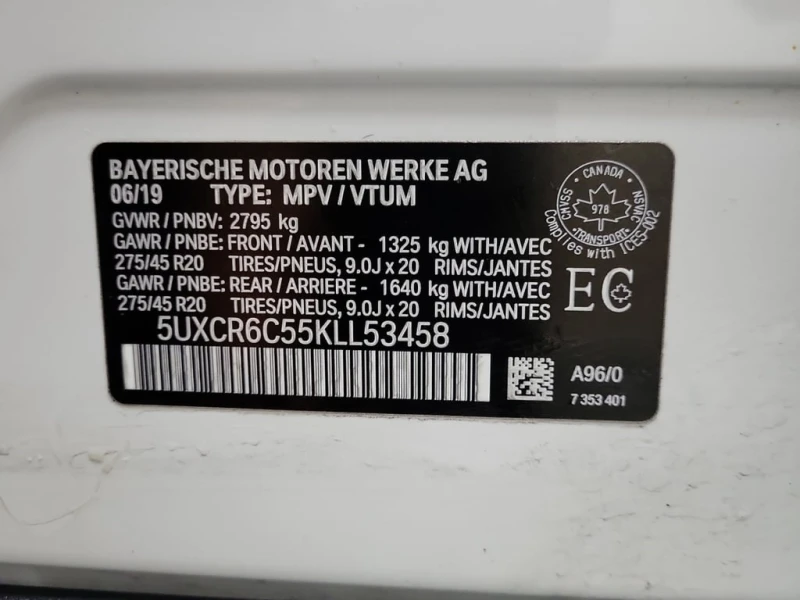 BAYERISCHE MOTOREN WERKE AG
06/19 TYPE: MPV / VTUM
GVWR / PNBV: 2795 kg
GAWR / PNBE: FRONT / AVANT - 1325 kg WITH/AVEC
275/45 R20 TIRES/PNEUS, 9.0J x 20 RIMS/JANTES
GAWR / PNBE: REAR / ARRIERE - 1640 kg WITH/AVEC
275/45 R20 TIRES/PNEUS, 9.0J x 20 RIMS/JANTES
5UXCR6C55KLL53458
CANADA
CMVSS
NSVAC
978
TRANSPORT
Complies with ICES-002
EC
A96/0
7 353 401